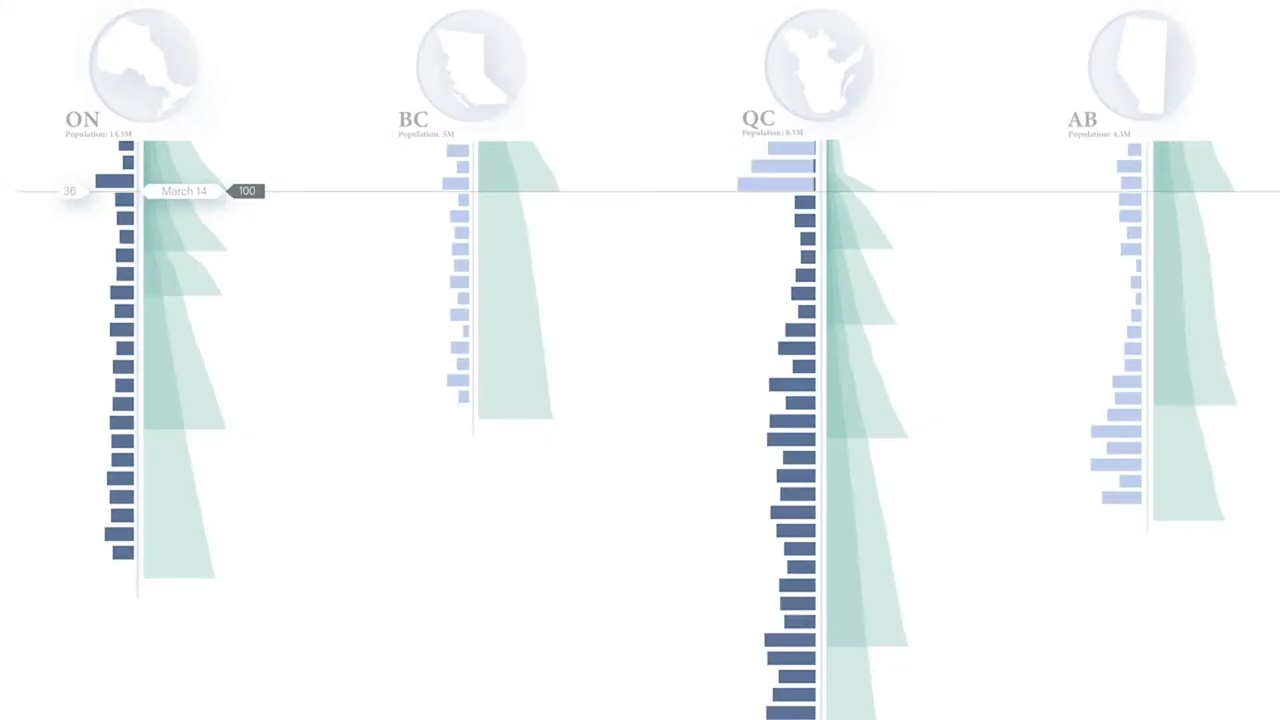 ON
Population: 14.5M
BC
Population: 5M
QC
Population: 8.5M
AB
Population: 4.3M
36
March 14
100